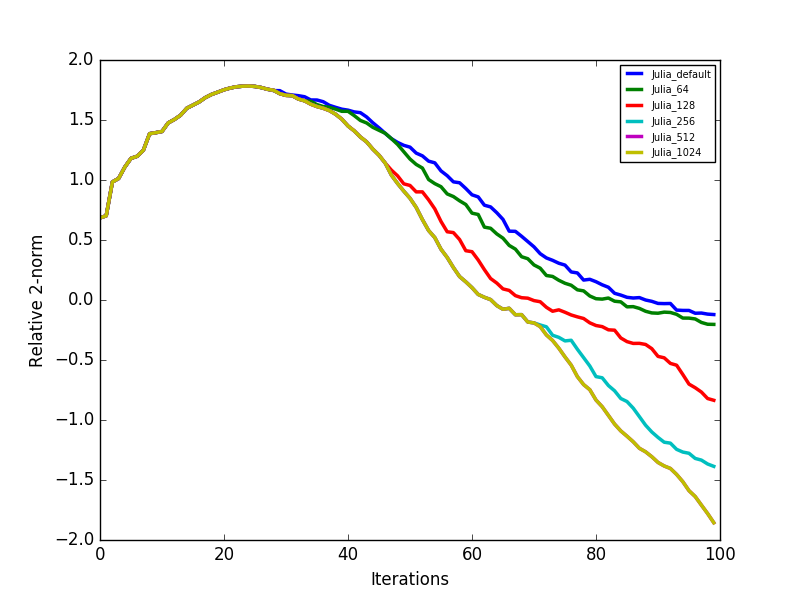 2.0
1.5
1.0
0.5
0.0
−0.5
−1.0
−1.5
−2.0
Relative 2-norm
0 20 40 60 80 100
Iterations
Julia_default
Julia_64
Julia_128
Julia_256
Julia_512
Julia_1024